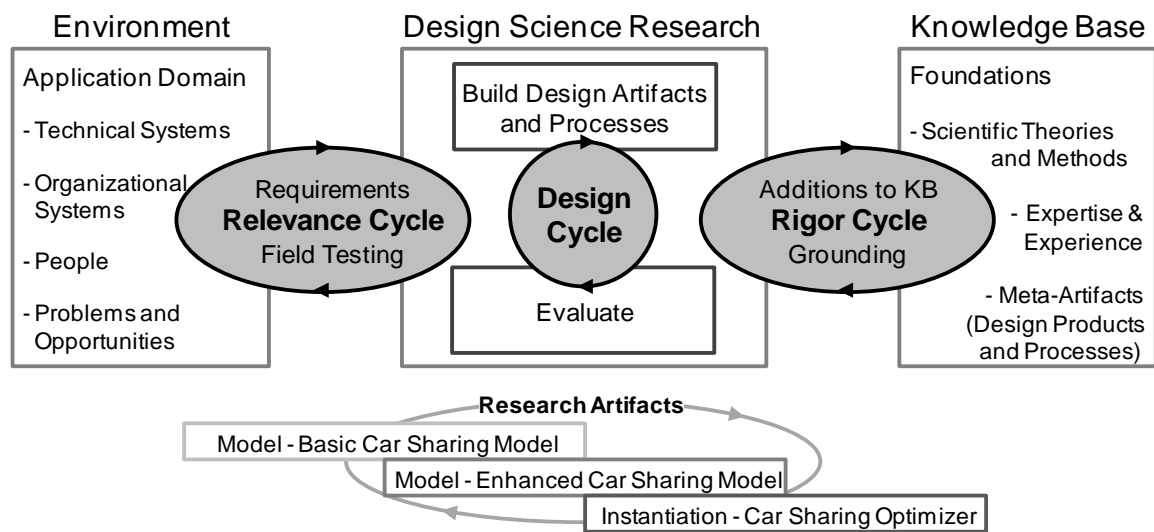 Environment
Design Science Research
Knowledge Base
Application Domain
- Technical Systems
- Organizational
Systems
- People
- Problems and
Opportunities
Requirements
Relevance Cycle
Field Testing
Build Design Artifacts
and Processes
Design
Cycle
Evaluate
Additions to KB
Rigor Cycle
Grounding
Foundations
- Scientific Theories
and Methods
- Expertise &
Experience
- Meta-Artifacts
(Design Products
and Processes)
Research Artifacts
Model - Basic Car Sharing Model
Model - Enhanced Car Sharing Model
Instantiation - Car Sharing Optimizer